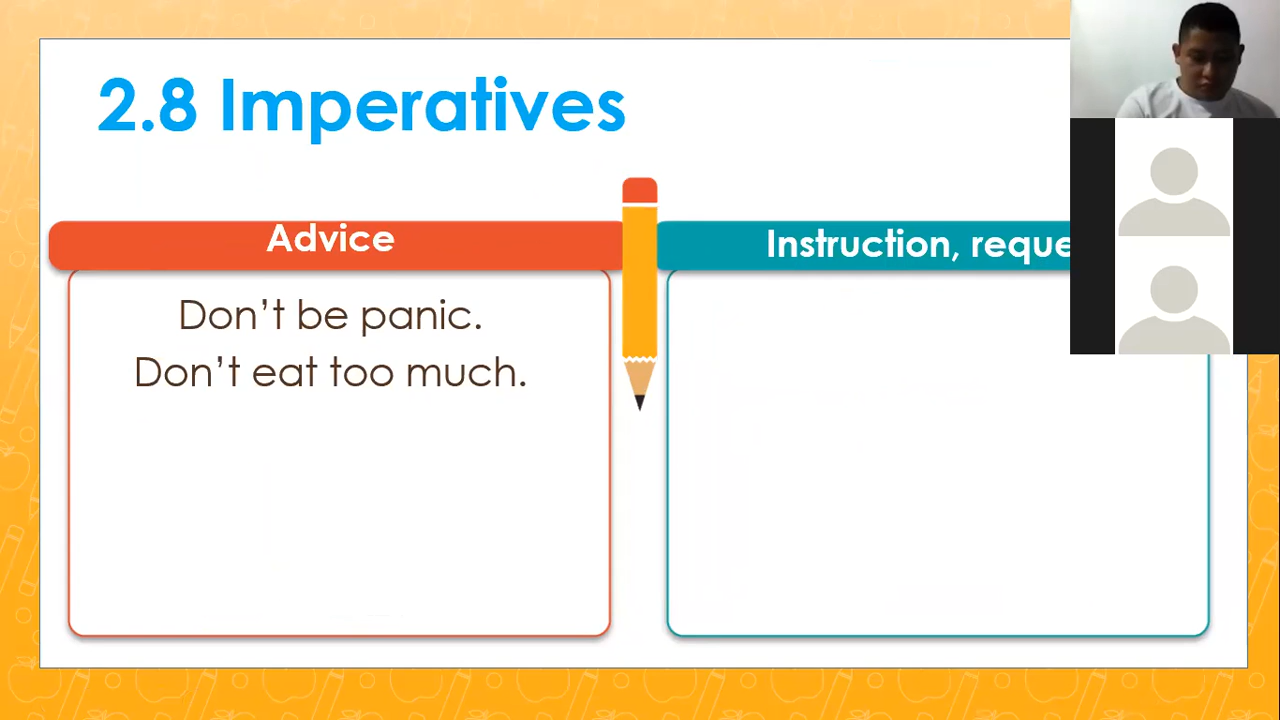 2.8 Imperatives
Advice
Instruction, reque
Don’t be panic.
Don’t eat too much.